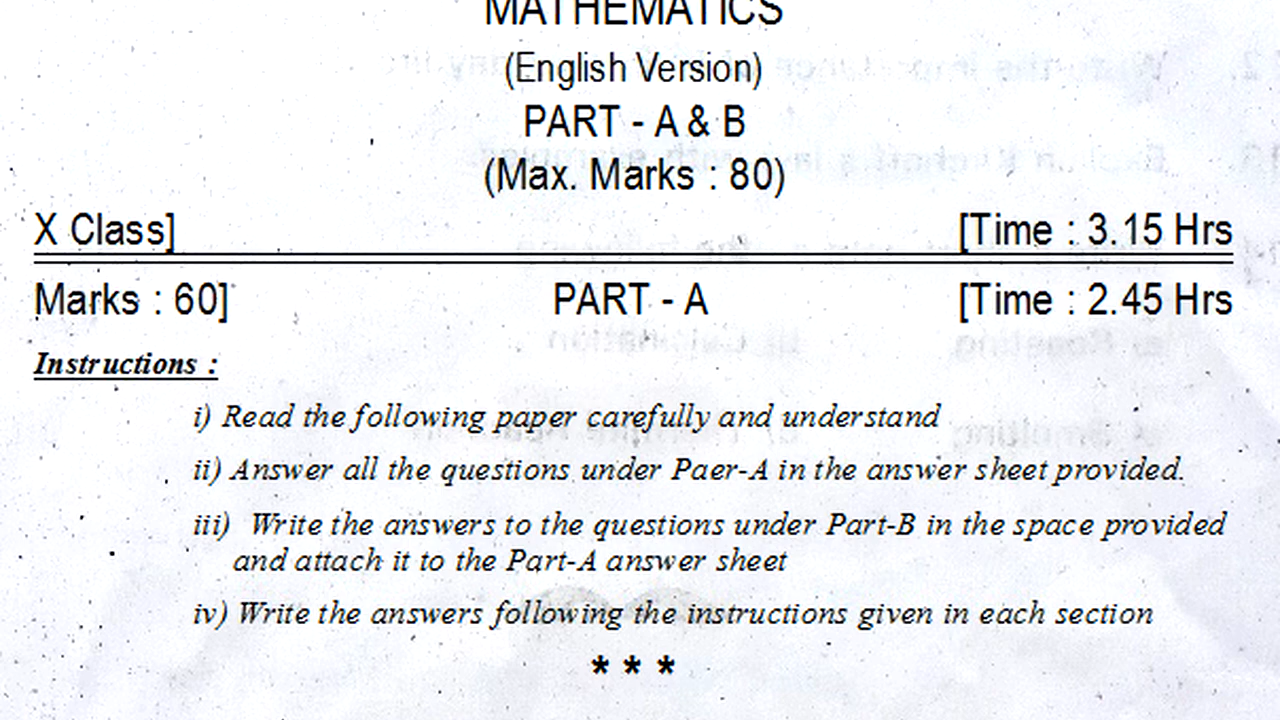 MATHEMATICS
(English Version)
PART - A & B
(Max. Marks : 80)
X Class] [Time : 3.15 Hrs
Marks : 60] PART - A [Time : 2.45 Hrs
Instructions :
i) Read the following paper carefully and understand
ii) Answer all the questions under Paer-A in the answer sheet provided.
iii) Write the answers to the questions under Part-B in the space provided
and attach it to the Part-A answer sheet
iv) Write the answers following the instructions given in each section
* * *